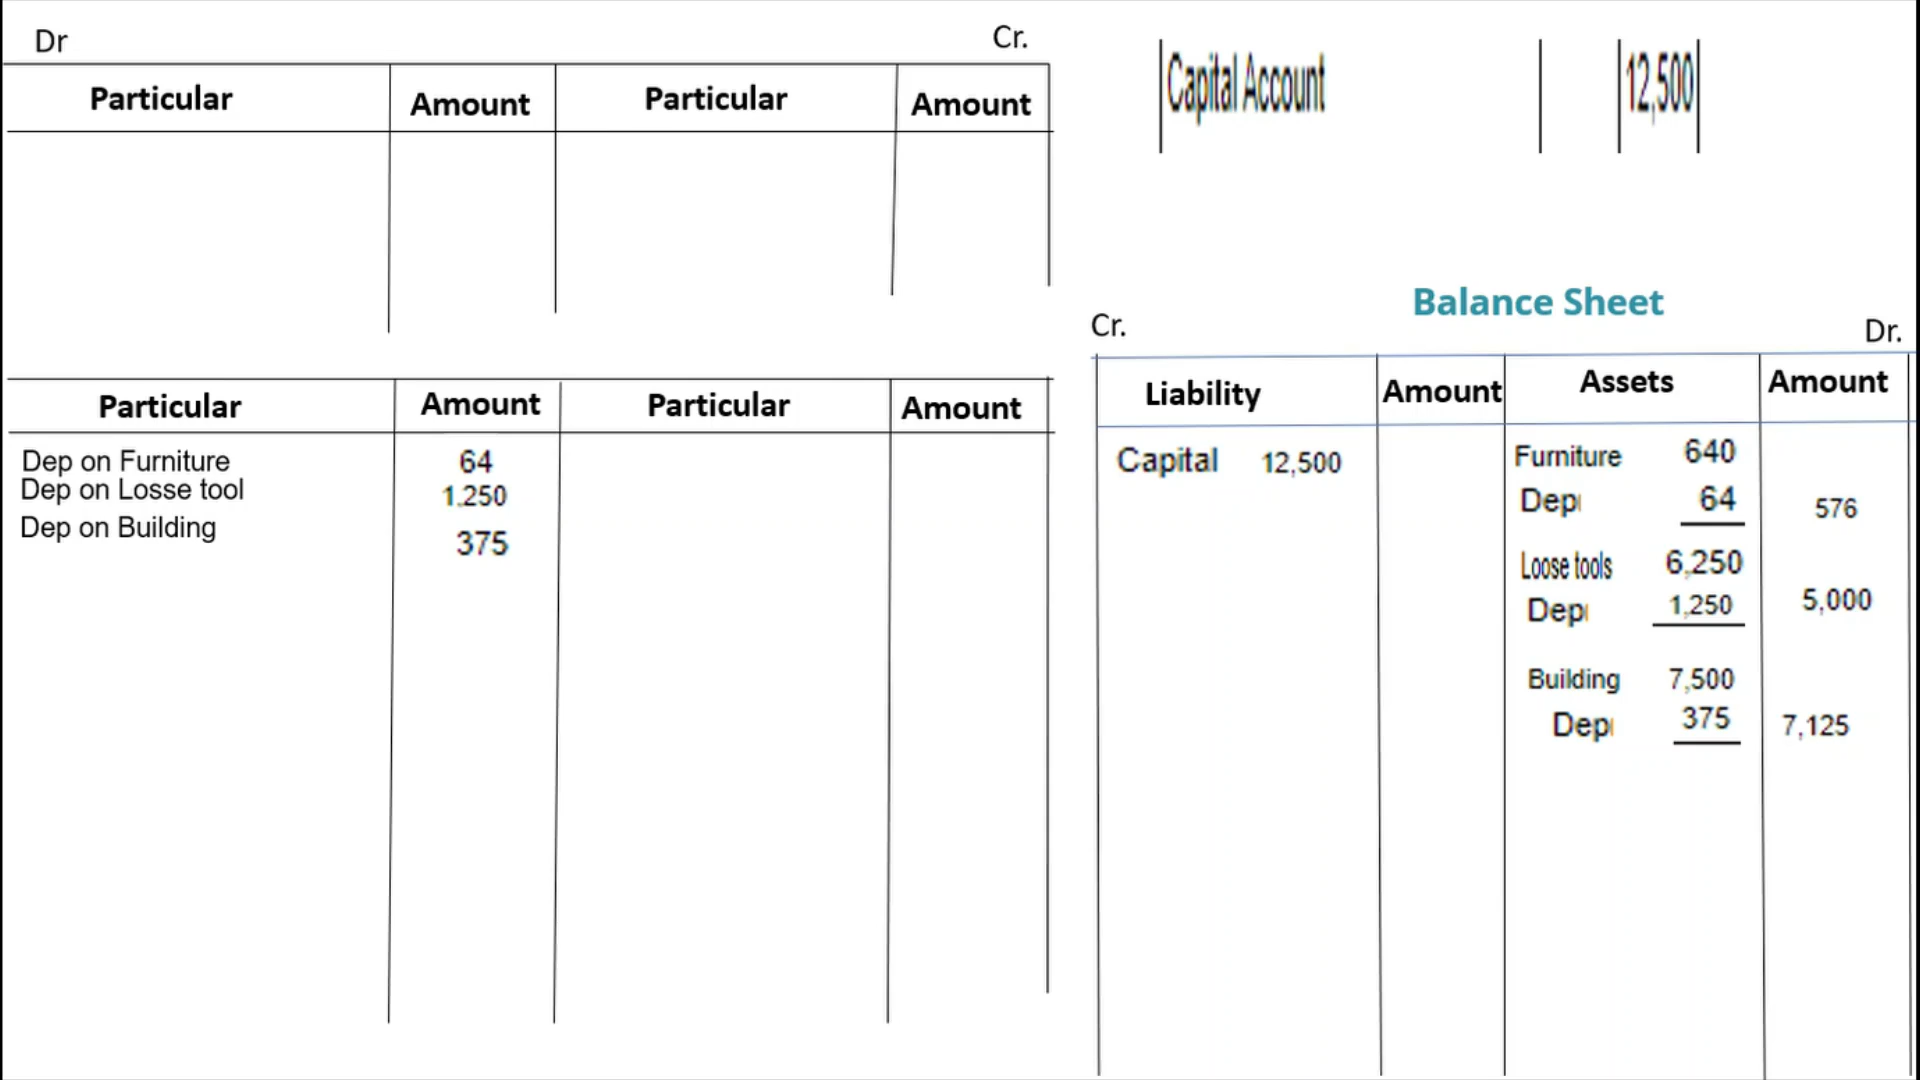 Dr Cr.
Particular Amount Particular Amount
Particular Amount Particular Amount
Dep on Furniture 64
Dep on Losse tool 1,250
Dep on Building 375
Capital Account 12,500
Balance Sheet
Cr. Dr.
Liability Amount Assets Amount
Capital 12,500 Furniture 640
Dep 64 576
Loose tools 6,250
Dep 1,250 5,000
Building 7,500
Dep 375 7,125